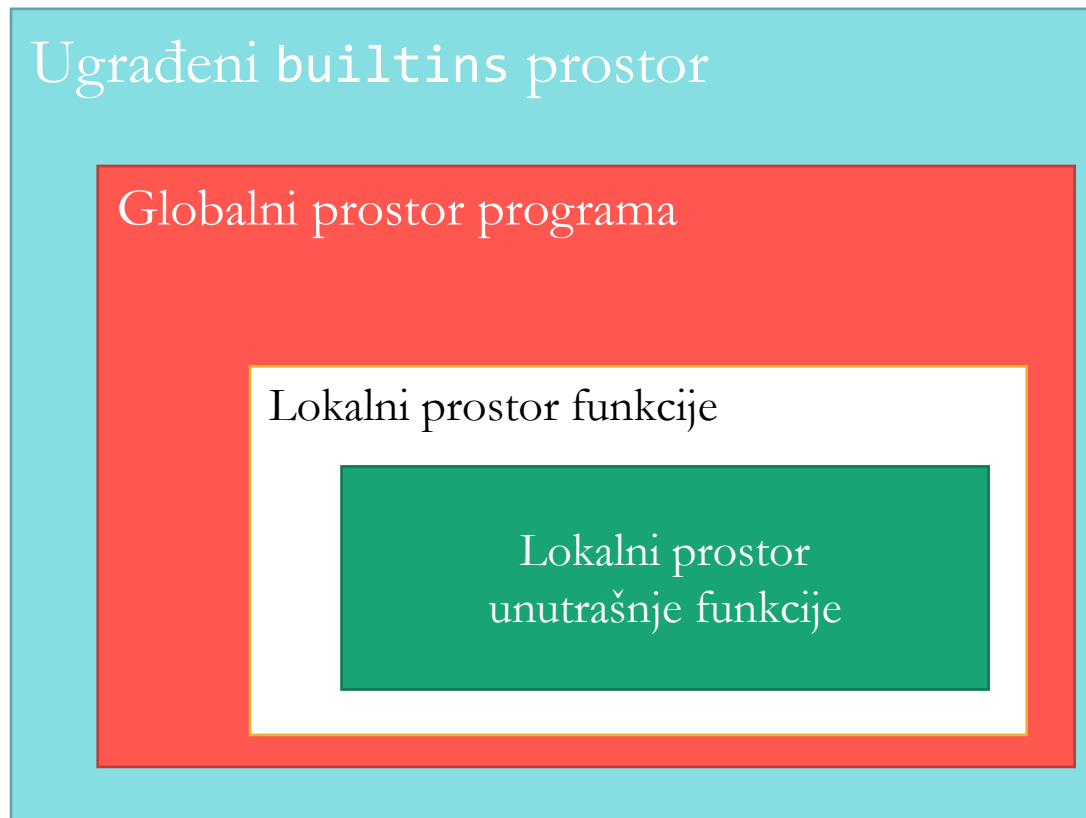 Ugrađeni builtins prostor
Globalni prostor programa
Lokalni prostor funkcije
Lokalni prostor
unutrašnje funkcije